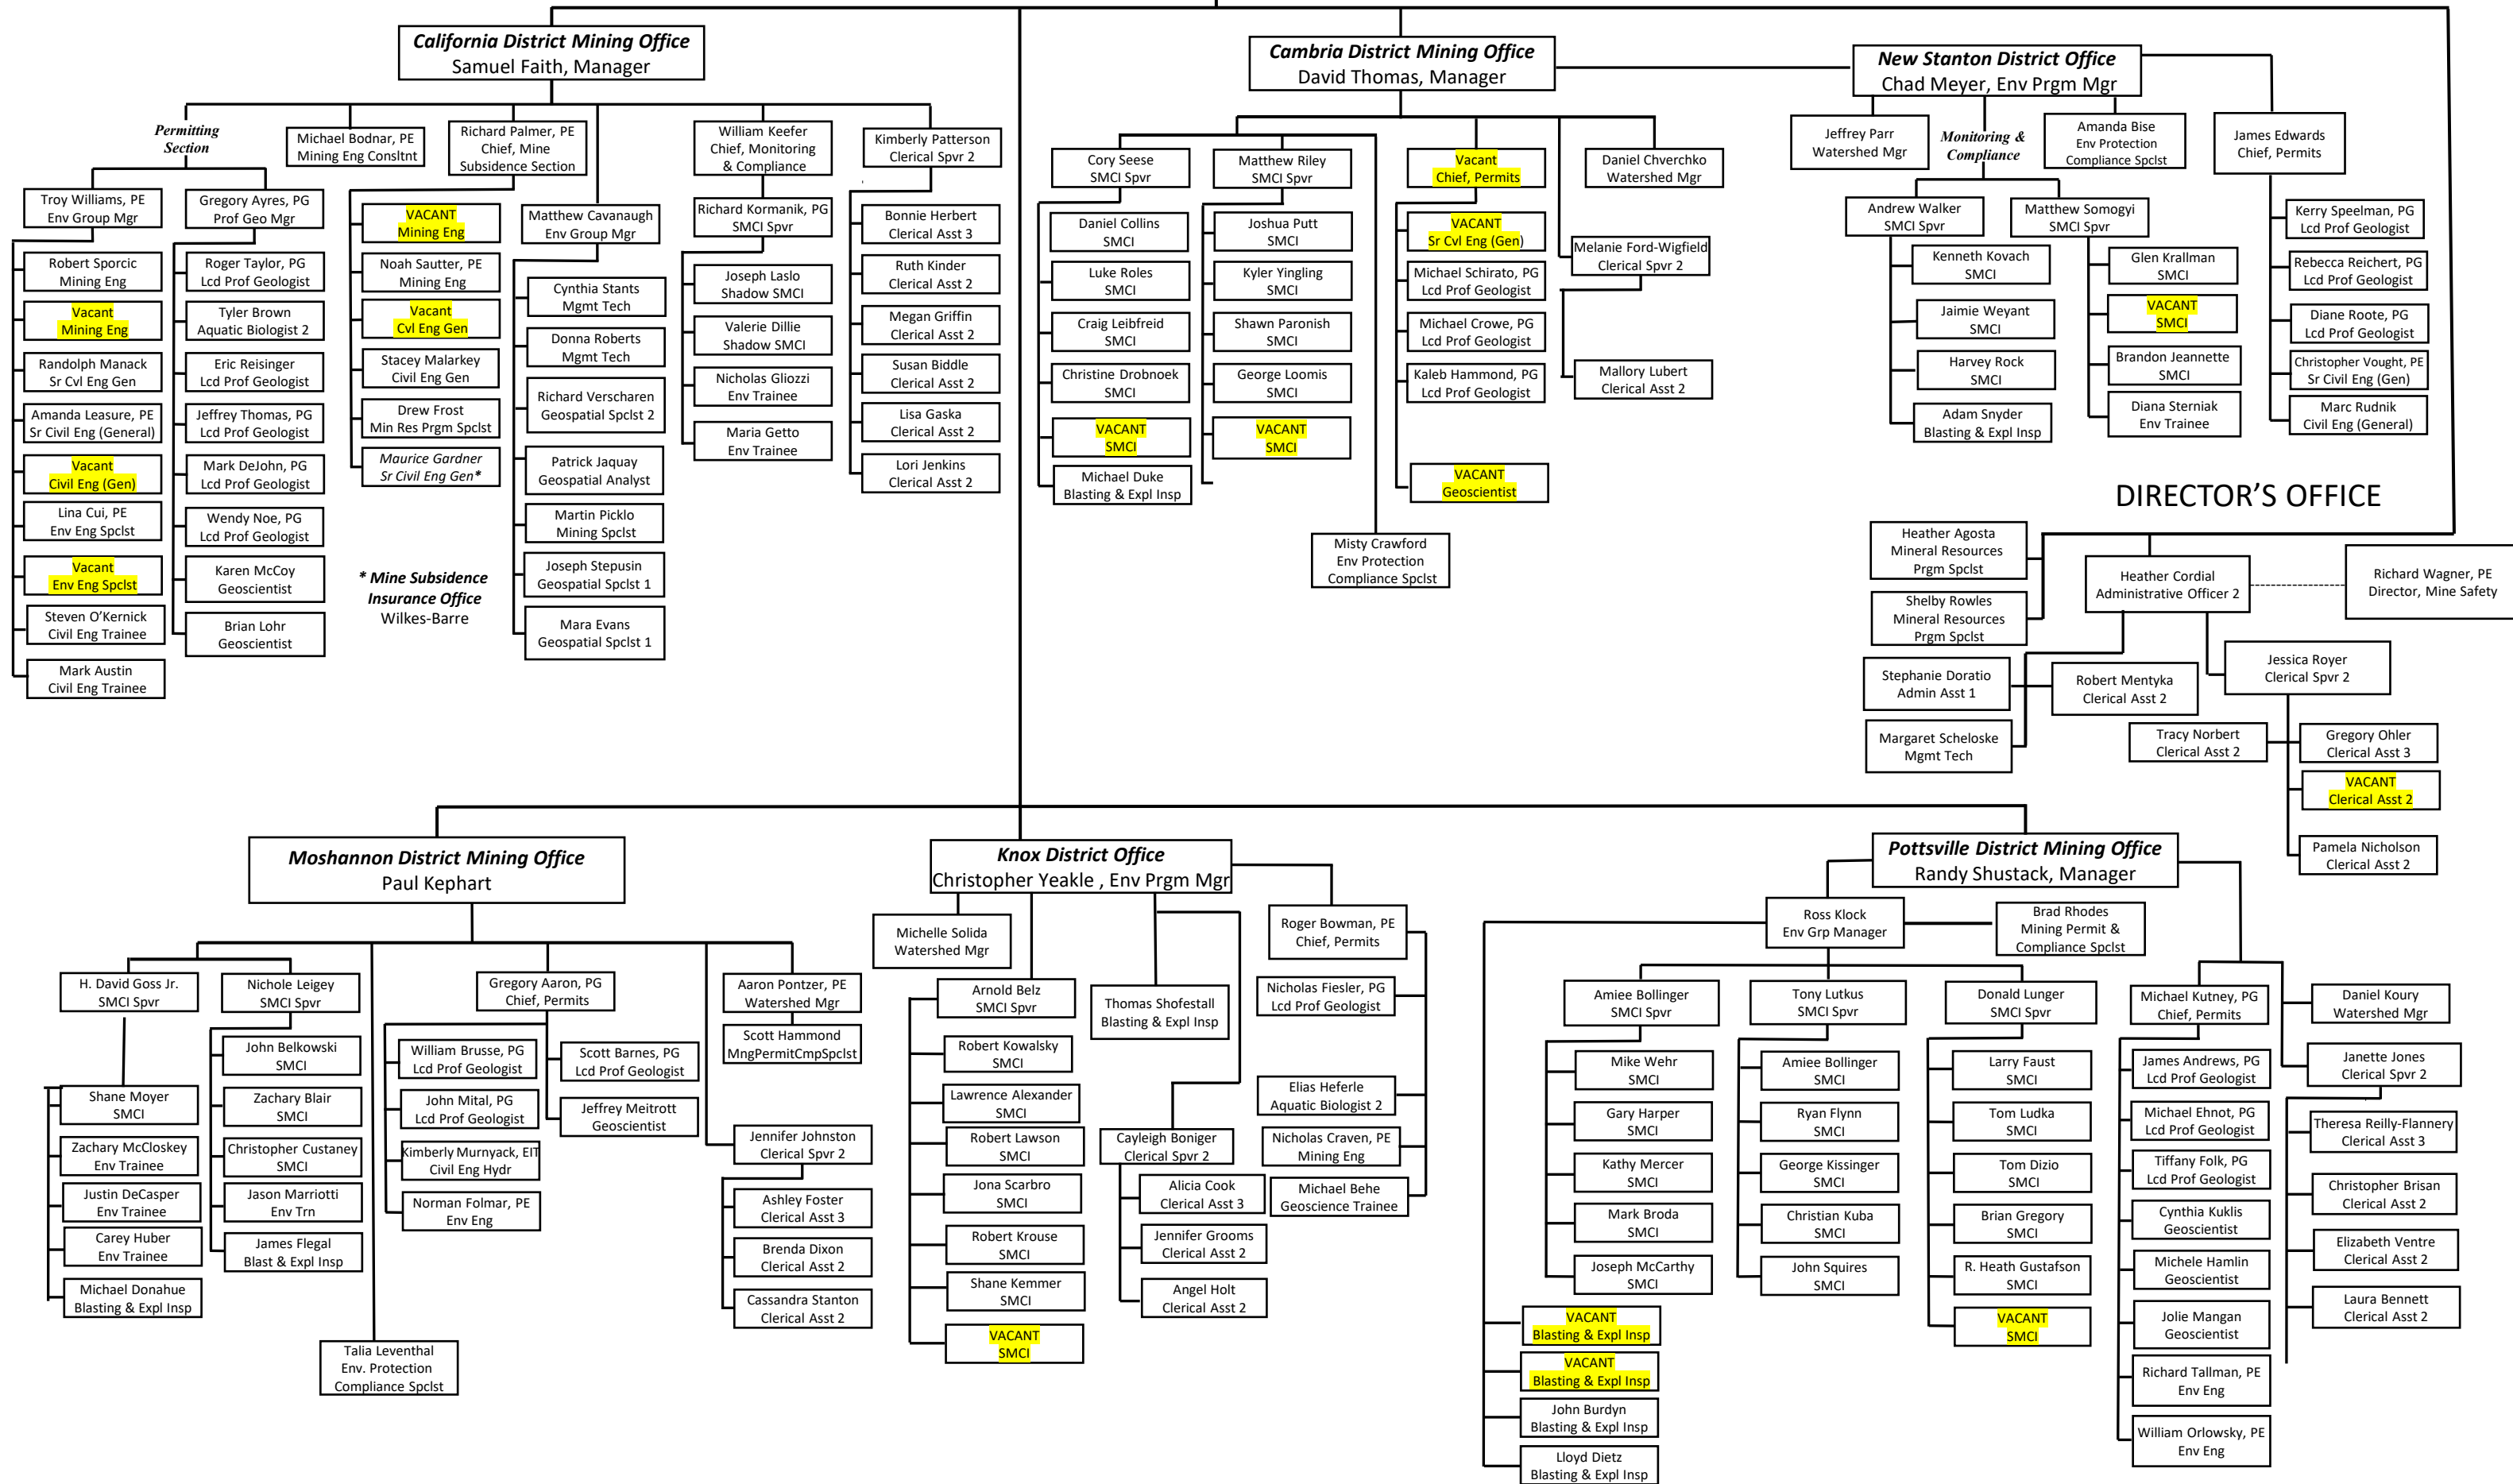 California District Mining Office
Samuel Faith, Manager
Permitting
Section
Troy Williams, PE
Env Group Mgr
Robert Sporcic
Mining Eng
Vacant
Mining Eng
Randolph Manack
Sr Cvl Eng Gen
Amanda Leasure, PE
Sr Civil Eng (General)
Vacant
Civil Eng (Gen)
Lina Cui, PE
Env Eng Spclst
Vacant
Env Eng Spclst
Steven O’Kernick
Civil Eng Trainee
Mark Austin
Civil Eng Trainee
Gregory Ayres, PG
Prof Geo Mgr
Roger Taylor, PG
Lcd Prof Geologist
Tyler Brown
Aquatic Biologist 2
Eric Reisinger
Lcd Prof Geologist
Jeffrey Thomas, PG
Lcd Prof Geologist
Mark DeJohn, PG
Lcd Prof Geologist
Wendy Noe, PG
Lcd Prof Geologist
Karen McCoy
Geoscientist
Brian Lohr
Geoscientist
Michael Bodnar, PE
Mining Eng Consltnt
Richard Palmer, PE
Chief, Mine
Subsidence Section
VACANT
Mining Eng
Noah Sautter, PE
Mining Eng
Vacant
Cvl Eng Gen
Stacey Malarkey
Civil Eng Gen
Drew Frost
Min Res Prgm Spclst
Maurice Gardner
Sr Civil Eng Gen*
* Mine Subsidence
Insurance Office
Wilkes-Barre
Matthew Cavanaugh
Env Group Mgr
Cynthia Stants
Mgmt Tech
Donna Roberts
Mgmt Tech
Richard Verscharen
Geospatial Spclst 2
Patrick Jaquay
Geospatial Analyst
Martin Picklo
Mining Spclst
Joseph Stepusin
Geospatial Spclst 1
Mara Evans
Geospatial Spclst 1
William Keefer
Chief, Monitoring
& Compliance
Richard Kormanik, PG
SMCI Spvr
Joseph Laslo
Shadow SMCI
Valerie Dillie
Shadow SMCI
Nicholas Gliozzi
Env Trainee
Maria Getto
Env Trainee
Kimberly Patterson
Clerical Spvr 2
Bonnie Herbert
Clerical Asst 3
Ruth Kinder
Clerical Asst 2
Megan Griffin
Clerical Asst 2
Susan Biddle
Clerical Asst 2
Lisa Gaska
Clerical Asst 2
Lori Jenkins
Clerical Asst 2
Cambria District Mining Office
David Thomas, Manager
Cory Seese
SMCI Spvr
Daniel Collins
SMCI
Luke Roles
SMCI
Craig Leibfreid
SMCI
Christine Drobnoek
SMCI
VACANT
SMCI
Michael Duke
Blasting & Expl Insp
Matthew Riley
SMCI Spvr
Joshua Putt
SMCI
Kyler Yingling
SMCI
Shawn Paronish
SMCI
George Loomis
SMCI
VACANT
SMCI
Misty Crawford
Env Protection
Compliance Spclst
Vacant
Chief, Permits
VACANT
Sr Cvl Eng (Gen)
Michael Schirato, PG
Lcd Prof Geologist
Michael Crowe, PG
Lcd Prof Geologist
Kaleb Hammond, PG
Lcd Prof Geologist
VACANT
Geoscientist
Daniel Chverchko
Watershed Mgr
Melanie Ford-Wigfield
Clerical Spvr 2
Mallory Lubert
Clerical Asst 2
New Stanton District Office
Chad Meyer, Env Prgm Mgr
Jeffrey Parr
Watershed Mgr
Monitoring &
Compliance
Amanda Bise
Env Protection
Compliance Spclst
James Edwards
Chief, Permits
Andrew Walker
SMCI Spvr
Kenneth Kovach
SMCI
Jaimie Weyant
SMCI
Harvey Rock
SMCI
Adam Snyder
Blasting & Expl Insp
Matthew Somogyi
SMCI Spvr
Glen Krallman
SMCI
VACANT
SMCI
Brandon Jeannette
SMCI
Diana Sterniak
Env Trainee
Kerry Speelman, PG
Lcd Prof Geologist
Rebecca Reichert, PG
Lcd Prof Geologist
Diane Roote, PG
Lcd Prof Geologist
Christopher Vought, PE
Sr Civil Eng (Gen)
Marc Rudnik
Civil Eng (General)
DIRECTOR’S OFFICE
Heather Agosta
Mineral Resources
Prgm Spclst
Shelby Rowles
Mineral Resources
Prgm Spclst
Heather Cordial
Administrative Officer 2
Richard Wagner, PE
Director, Mine Safety
Stephanie Doratio
Admin Asst 1
Robert Mentyka
Clerical Asst 2
Margaret Scheloske
Mgmt Tech
Jessica Royer
Clerical Spvr 2
Tracy Norbert
Clerical Asst 2
Gregory Ohler
Clerical Asst 3
VACANT
Clerical Asst 2
Pamela Nicholson
Clerical Asst 2
Moshannon District Mining Office
Paul Kephart
H. David Goss Jr.
SMCI Spvr
Shane Moyer
SMCI
Zachary McCloskey
Env Trainee
Justin DeCasper
Env Trainee
Carey Huber
Env Trainee
Michael Donahue
Blasting & Expl Insp
Nichole Leigey
SMCI Spvr
John Belkowski
SMCI
Zachary Blair
SMCI
Christopher Custaney
SMCI
Jason Marriotti
Env Trn
James Flegal
Blast & Expl Insp
Talia Leventhal
Env. Protection
Compliance Spclst
Gregory Aaron, PG
Chief, Permits
William Brusse, PG
Lcd Prof Geologist
John Mital, PG
Lcd Prof Geologist
Kimberly Murnyack, EIT
Civil Eng Hydr
Norman Folmar, PE
Env Eng
Scott Barnes, PG
Lcd Prof Geologist
Jeffrey Meitrott
Geoscientist
Aaron Pontzer, PE
Watershed Mgr
Scott Hammond
MngPermitCmpSpclst
Jennifer Johnston
Clerical Spvr 2
Ashley Foster
Clerical Asst 3
Brenda Dixon
Clerical Asst 2
Cassandra Stanton
Clerical Asst 2
Knox District Office
Christopher Yeakle , Env Prgm Mgr
Michelle Solida
Watershed Mgr
Arnold Belz
SMCI Spvr
Robert Kowalsky
SMCI
Lawrence Alexander
SMCI
Robert Lawson
SMCI
Jona Scarbro
SMCI
Robert Krouse
SMCI
Shane Kemmer
SMCI
VACANT
SMCI
Thomas Shofestall
Blasting & Expl Insp
Cayleigh Boniger
Clerical Spvr 2
Alicia Cook
Clerical Asst 3
Jennifer Grooms
Clerical Asst 2
Angel Holt
Clerical Asst 2
Roger Bowman, PE
Chief, Permits
Nicholas Fiesler, PG
Lcd Prof Geologist
Elias Heferle
Aquatic Biologist 2
Nicholas Craven, PE
Mining Eng
Michael Behe
Geoscience Trainee
Pottsville District Mining Office
Randy Shustack, Manager
Ross Klock
Env Grp Manager
Brad Rhodes
Mining Permit &
Compliance Spclst
Amiee Bollinger
SMCI Spvr
Mike Wehr
SMCI
Gary Harper
SMCI
Kathy Mercer
SMCI
Mark Broda
SMCI
Joseph McCarthy
SMCI
VACANT
Blasting & Expl Insp
VACANT
Blasting & Expl Insp
John Burdyn
Blasting & Expl Insp
Lloyd Dietz
Blasting & Expl Insp
Tony Lutkus
SMCI Spvr
Amiee Bollinger
SMCI
Ryan Flynn
SMCI
George Kissinger
SMCI
Christian Kuba
SMCI
John Squires
SMCI
Donald Lunger
SMCI Spvr
Larry Faust
SMCI
Tom Ludka
SMCI
Tom Dizio
SMCI
Brian Gregory
SMCI
R. Heath Gustafson
SMCI
VACANT
SMCI
Michael Kutney, PG
Chief, Permits
James Andrews, PG
Lcd Prof Geologist
Michael Ehnot, PG
Lcd Prof Geologist
Tiffany Folk, PG
Lcd Prof Geologist
Cynthia Kuklis
Geoscientist
Michele Hamlin
Geoscientist
Jolie Mangan
Geoscientist
Richard Tallman, PE
Env Eng
William Orlowsky, PE
Env Eng
Daniel Koury
Watershed Mgr
Janette Jones
Clerical Spvr 2
Theresa Reilly-Flannery
Clerical Asst 3
Christopher Brisan
Clerical Asst 2
Elizabeth Ventre
Clerical Asst 2
Laura Bennett
Clerical Asst 2